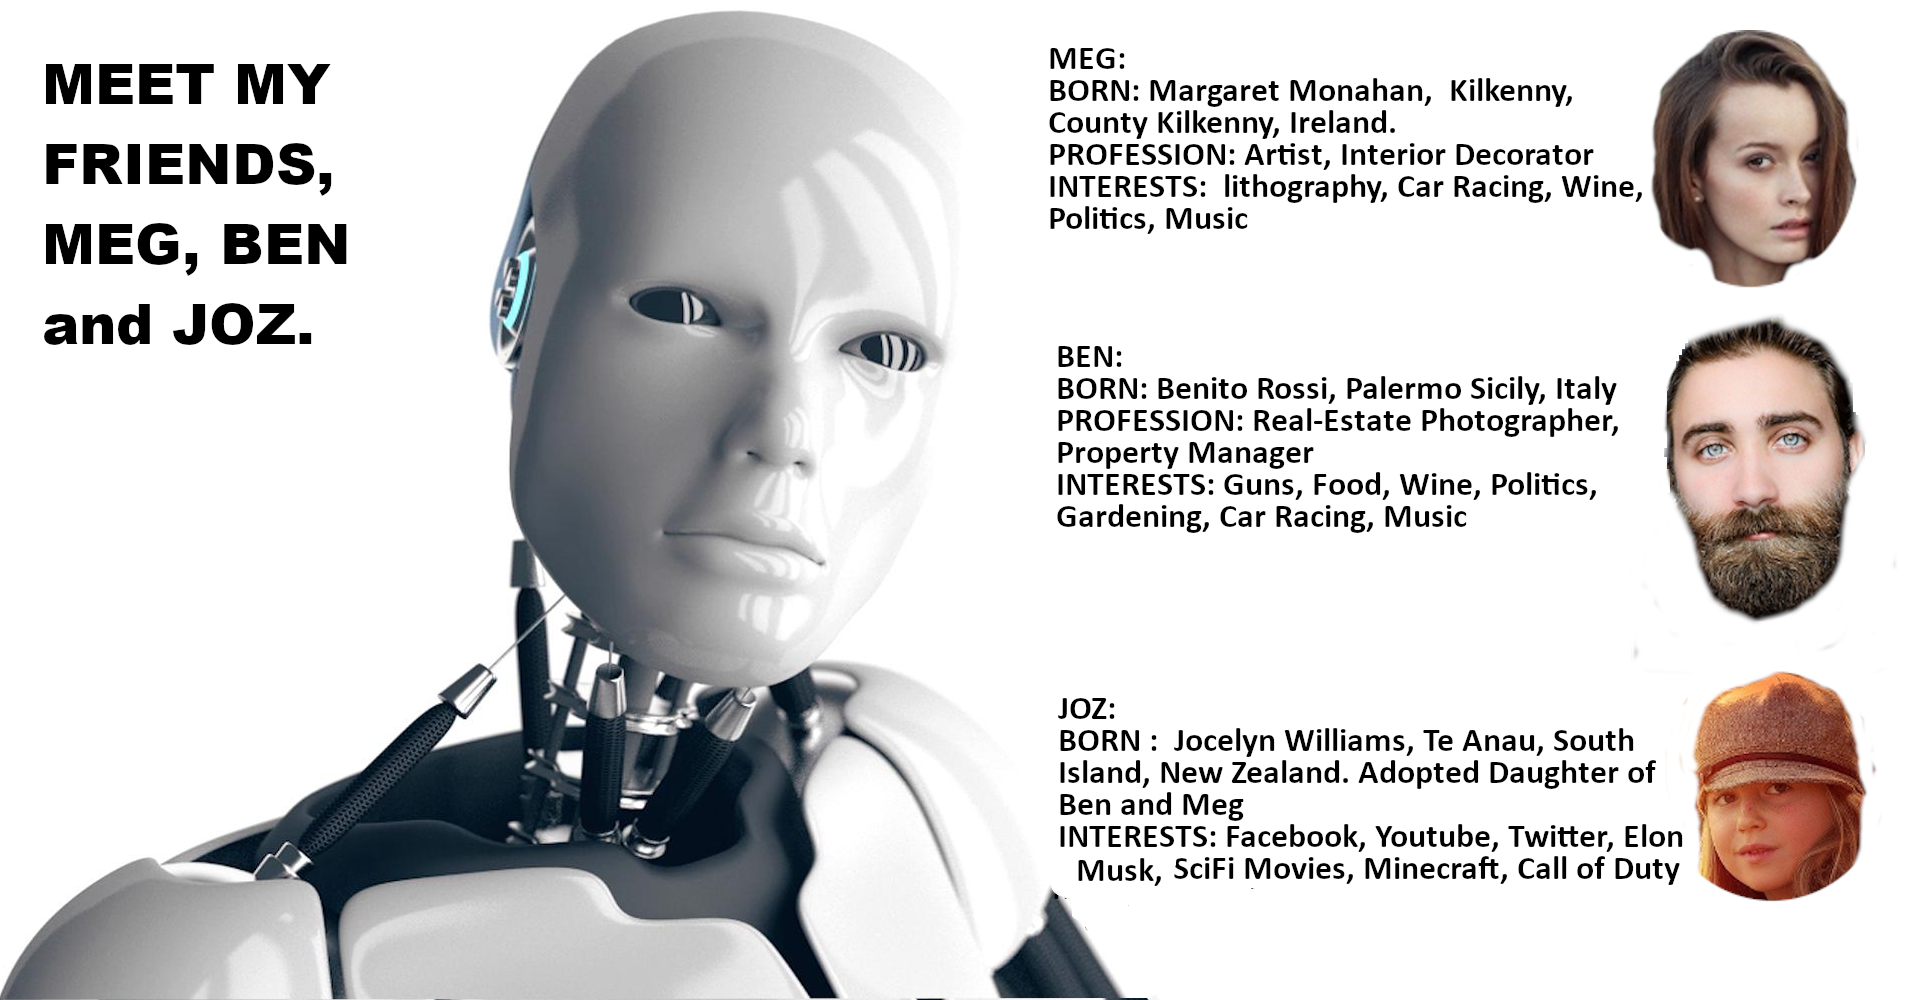 MEET MY
FRIENDS,
MEG, BEN
and JOZ.
MEG:
BORN: Margaret Monahan,  Kilkenny,
County Kilkenny, Ireland.
PROFESSION: Artist, Interior Decorator
INTERESTS:  lithography, Car Racing, Wine,
Politics, Music
BEN:
BORN: Benito Rossi, Palermo Sicily, Italy
PROFESSION: Real-Estate Photographer,
Property Manager
INTERESTS: Guns, Food, Wine, Politics,
Gardening, Car Racing, Music
JOZ:
BORN :  Jocelyn Williams, Te Anau, South
Island, New Zealand. Adopted Daughter of
Ben and Meg
INTERESTS: Facebook, Youtube, Twitter, Elon
Musk, SciFi Movies, Minecraft, Call of Duty